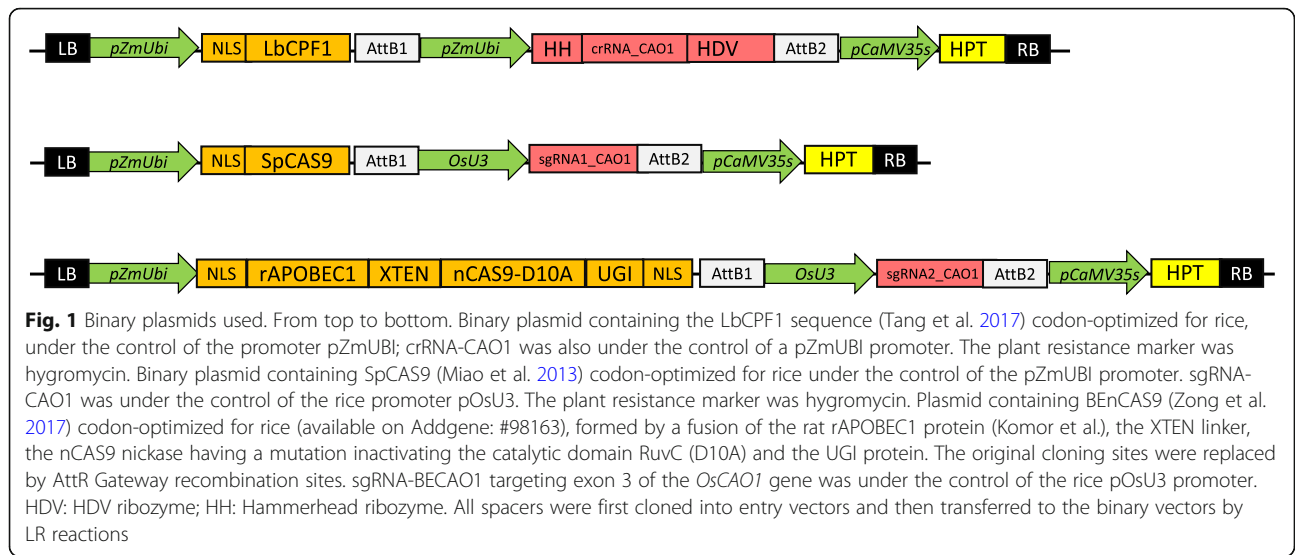 LB pZmUbi NLS LbCPF1 AttB1 pZmUbi HH crRNA_CAO1 HDV AttB2 pCaMV35s HPT RB
LB pZmUbi NLS SpCAS9 AttB1 OsU3 sgRNA1_CAO1 AttB2 pCaMV35s HPT RB
LB pZmUbi NLS rAPOBEC1 XTEN nCAS9-D10A UGI NLS AttB1 OsU3 sgRNA2_CAO1 AttB2 pCaMV35s HPT RB
Fig. 1 Binary plasmids used. From top to bottom. Binary plasmid containing the LbCPF1 sequence (Tang et al. 2017) codon-optimized for rice,
under the control of the promoter pZmUBI; crRNA-CAO1 was also under the control of a pZmUBI promoter. The plant resistance marker was
hygromycin. Binary plasmid containing SpCAS9 (Miao et al. 2013) codon-optimized for rice under the control of the pZmUBI promoter. sgRNA-
CAO1 was under the control of the rice promoter pOsU3. The plant resistance marker was hygromycin. Plasmid containing BEnCAS9 (Zong et al.
2017) codon-optimized for rice (available on Addgene: #98163), formed by a fusion of the rat rAPOBEC1 protein (Komor et al.), the XTEN linker,
the nCAS9 nickase having a mutation inactivating the catalytic domain RuvC (D10A) and the UGI protein. The original cloning sites were replaced
by AttR Gateway recombination sites. sgRNA-BECAO1 targeting exon 3 of the OsCAO1 gene was under the control of the rice pOsU3 promoter.
HDV: HDV ribozyme; HH: Hammerhead ribozyme. All spacers were first cloned into entry vectors and then transferred to the binary vectors by
LR reactions